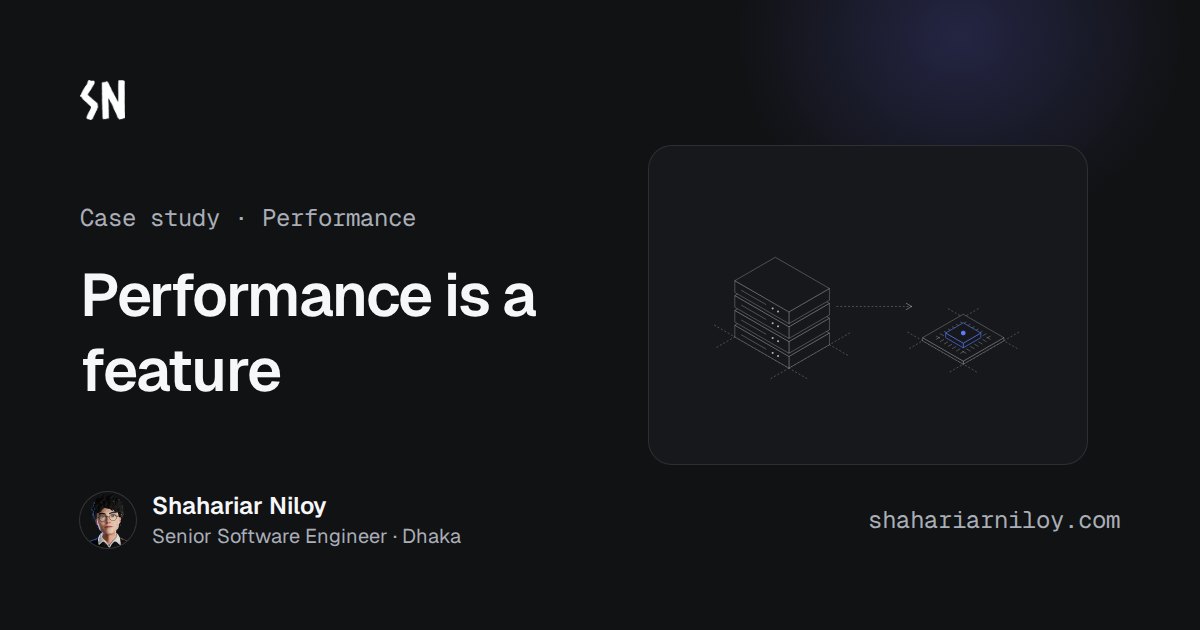 SN
Case study · Performance
Performance is a
feature
Shahariar Niloy
Senior Software Engineer · Dhaka
shahariarniloy.com